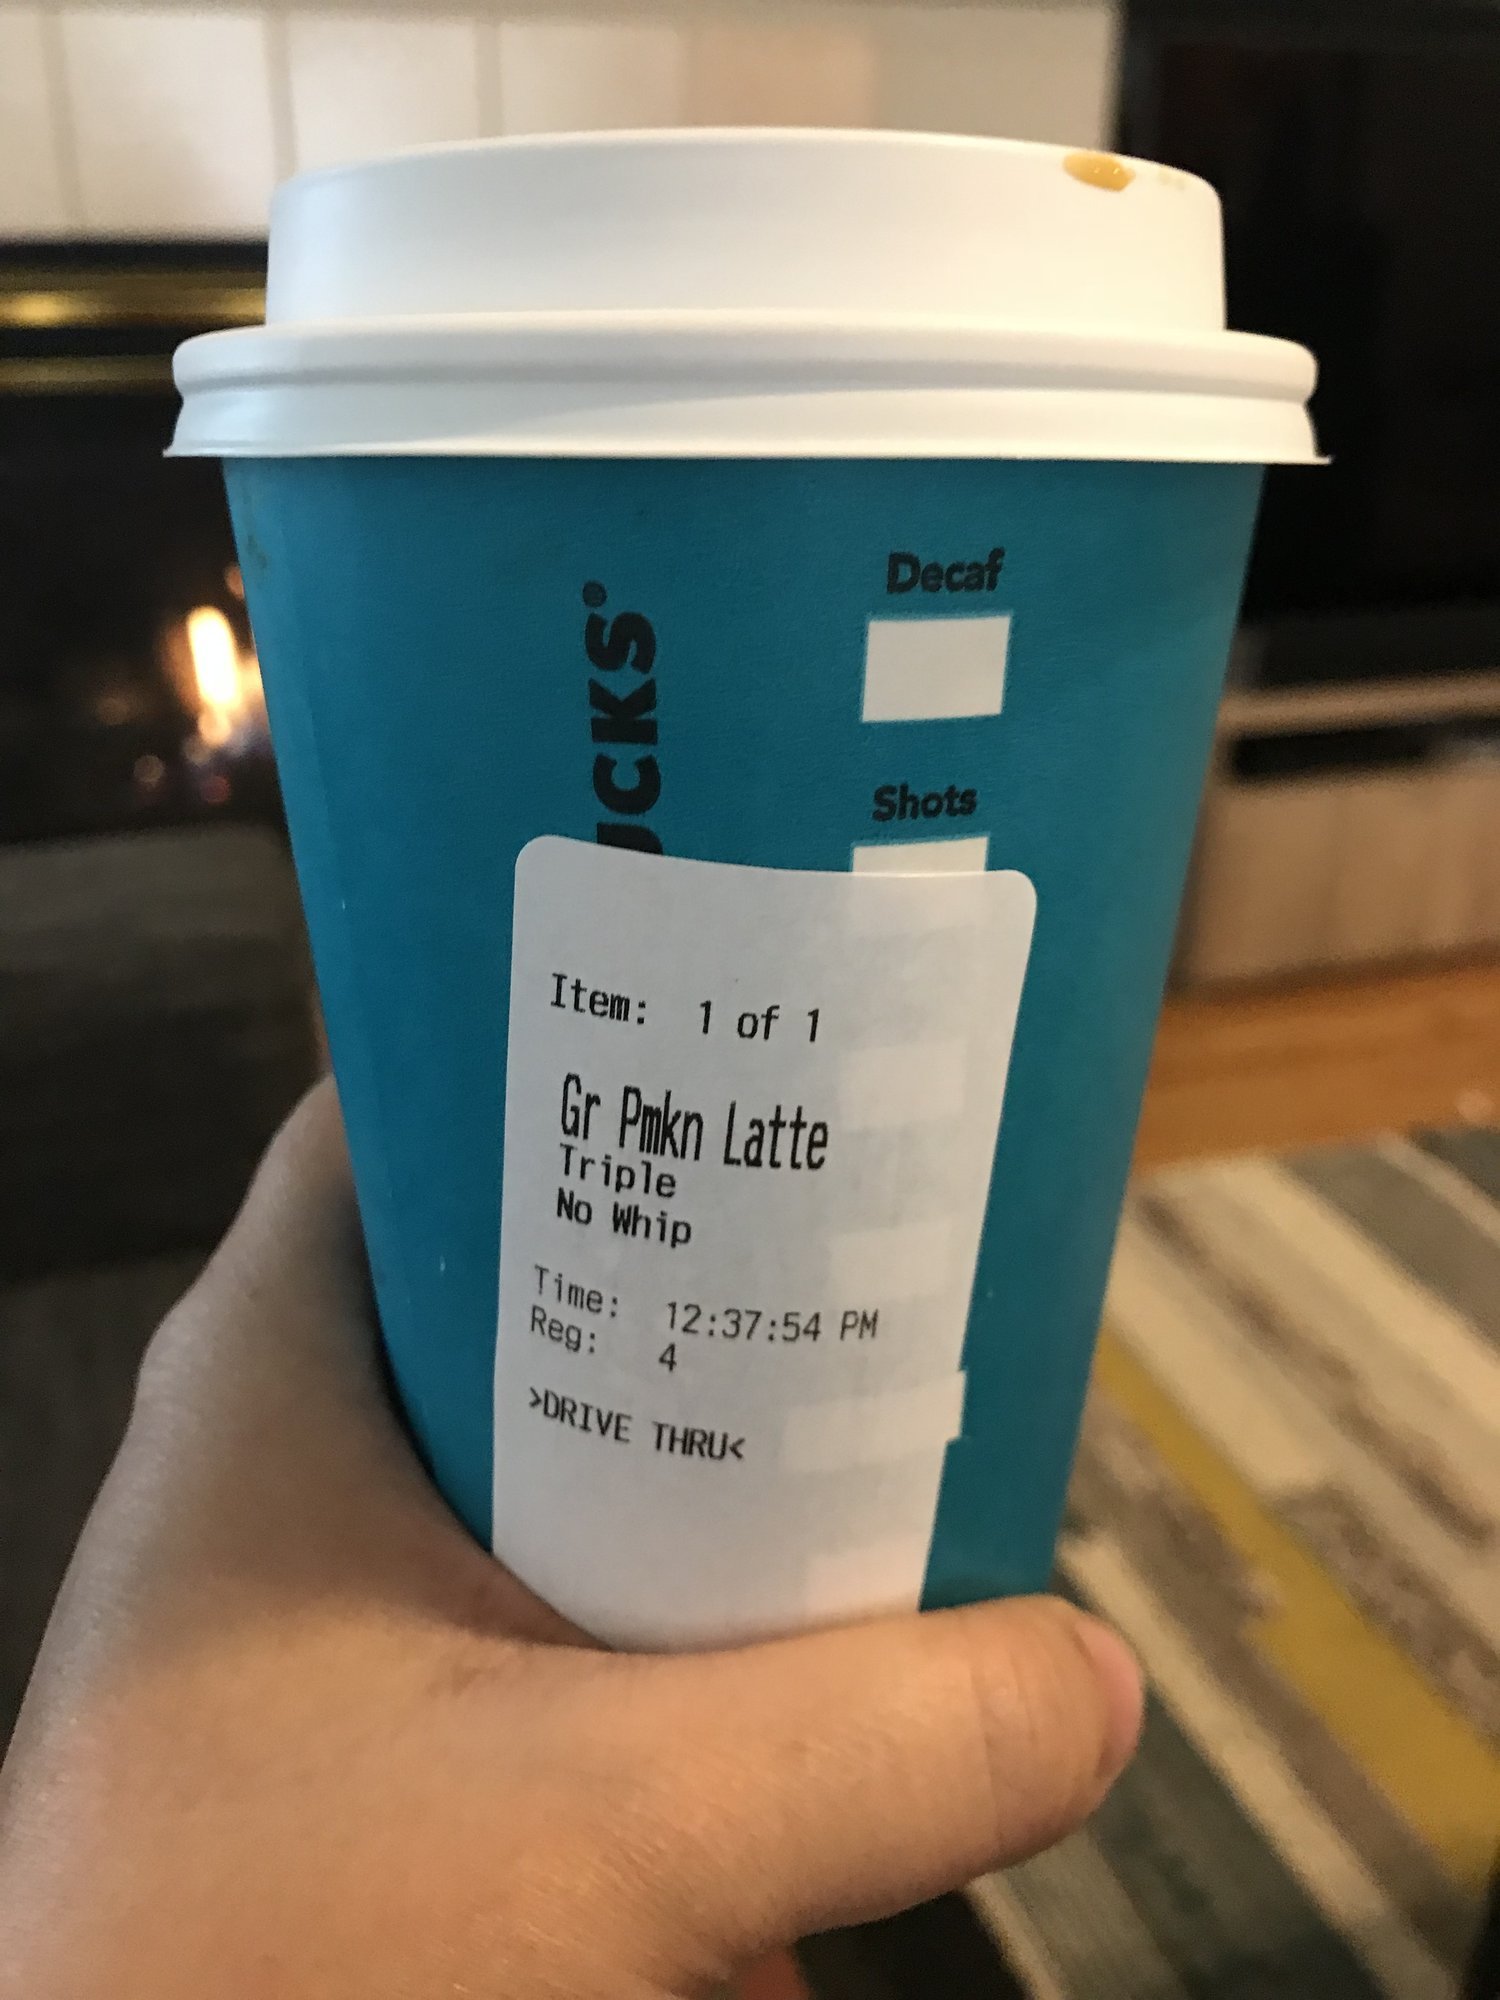 UCKS®
Decaf
Shots
Item: 1 of 1
Gr Pmkn Latte
Triple
No Whip
Time: 12:37:54 PM
Reg: 4
>DRIVE THRU<